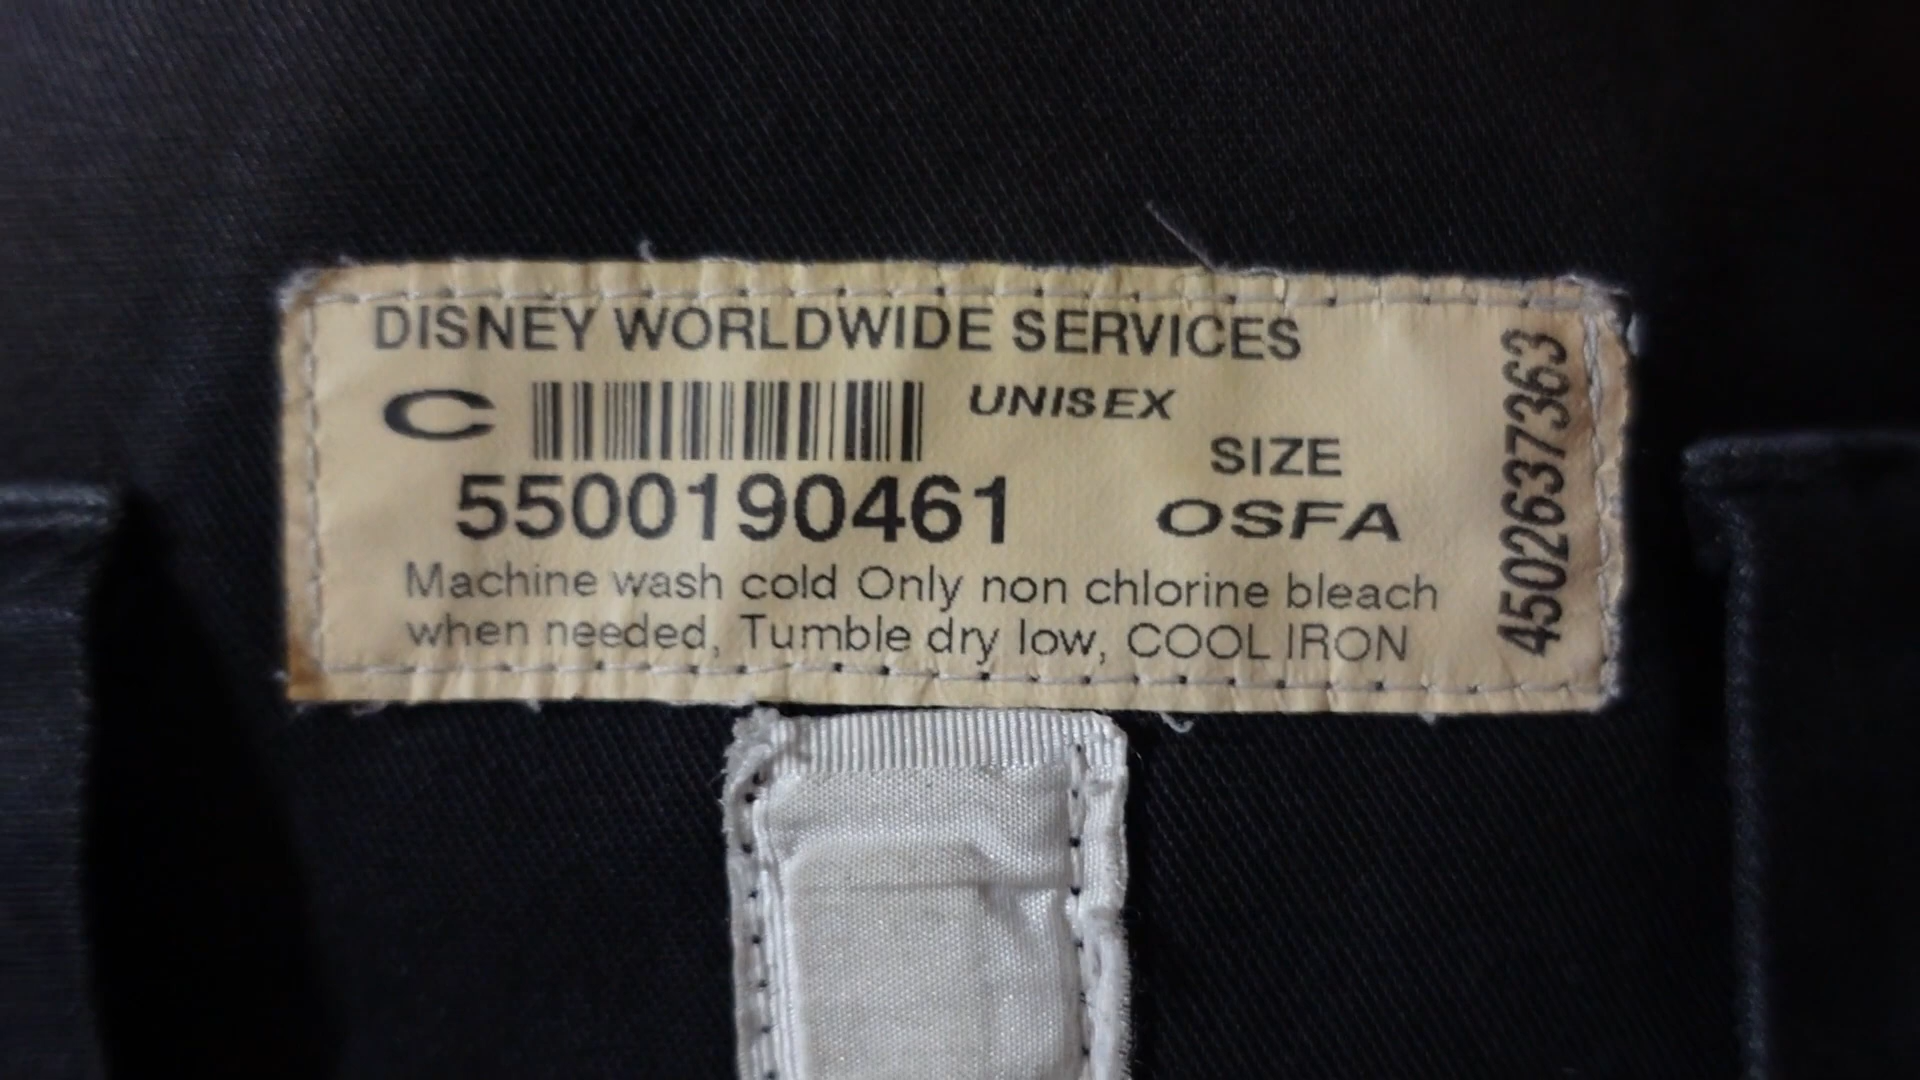 DISNEY WORLDWIDE SERVICES
C UNISEX
SIZE
5500190461 OSFA
Machine wash cold Only non chlorine bleach
when needed, Tumble dry low, COOL IRON
4502637363